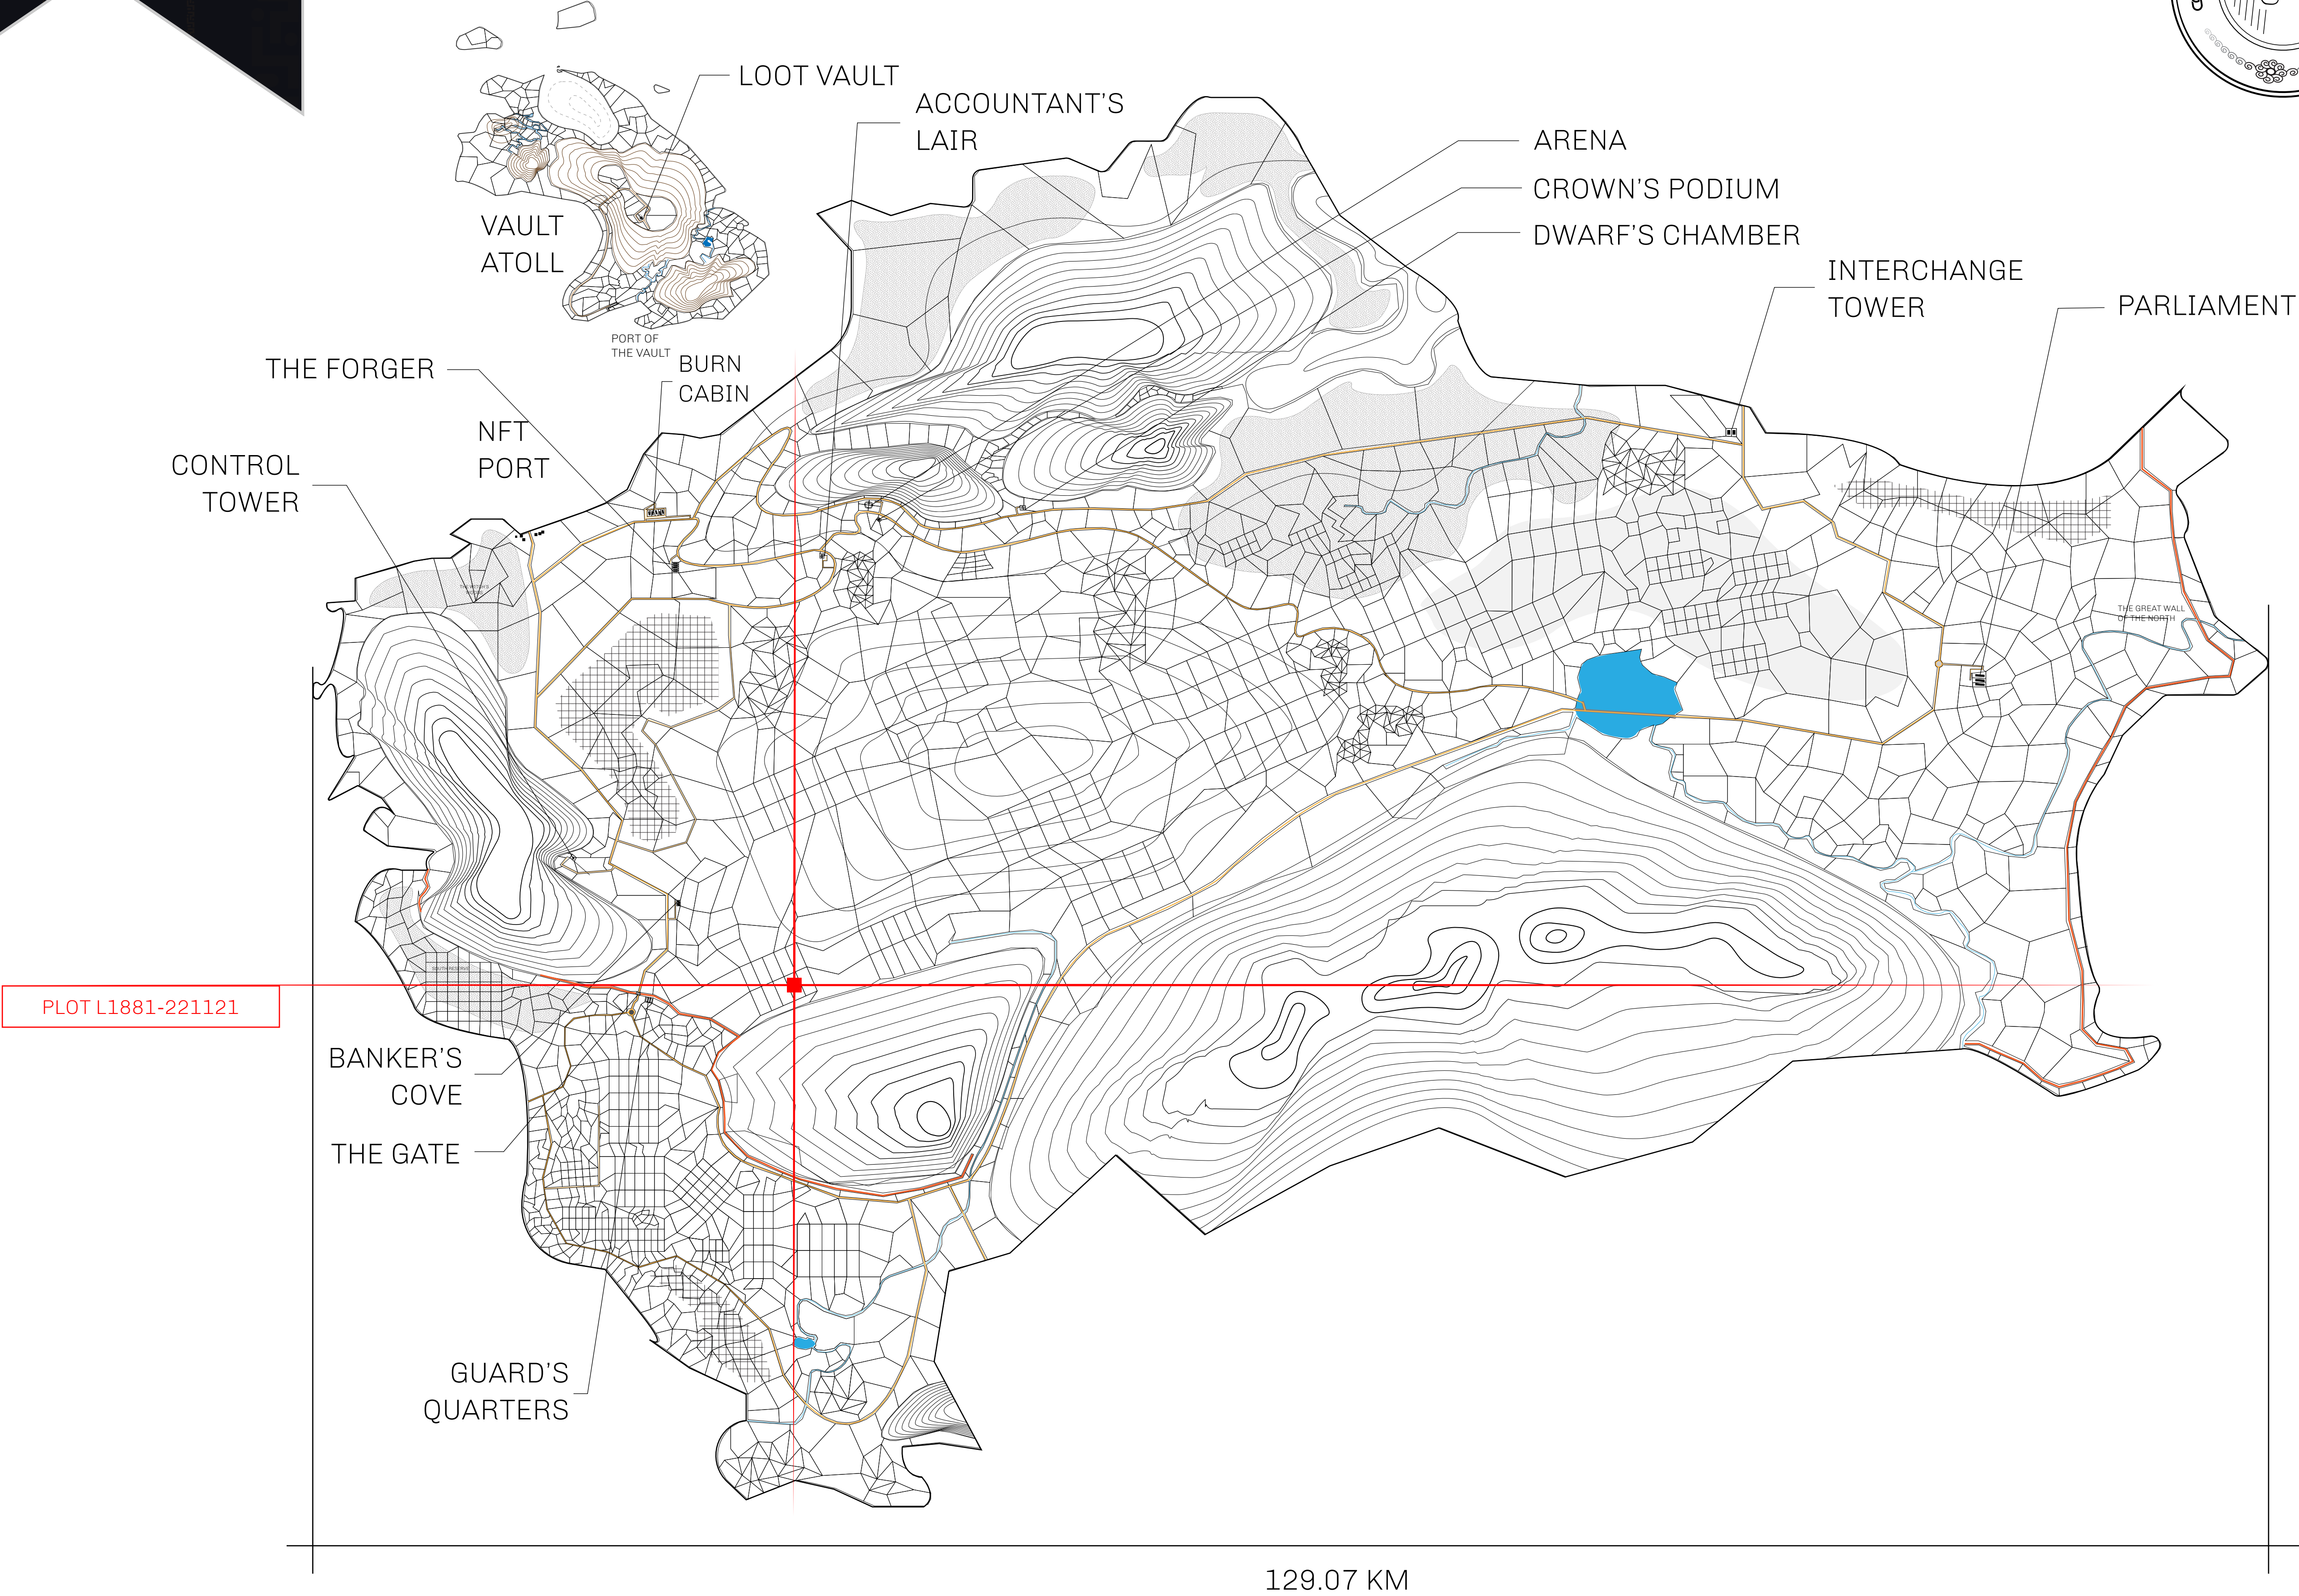 LOOT VAULT
ACCOUNTANT'S
LAIR
ARENA
CROWN'S PODIUM
DWARF'S CHAMBER
INTERCHANGE
TOWER
PARLIAMENT
VAULT
ATOLL
PORT OF
THE VAULT
BURN
CABIN
THE FORGER
NFT
PORT
CONTROL
TOWER
THE GREAT WALL
OF THE NORTH
SOUTH RESERVE
PLOT L1881-221121
BANKER'S
COVE
THE GATE
GUARD'S
QUARTERS
129.07 KM